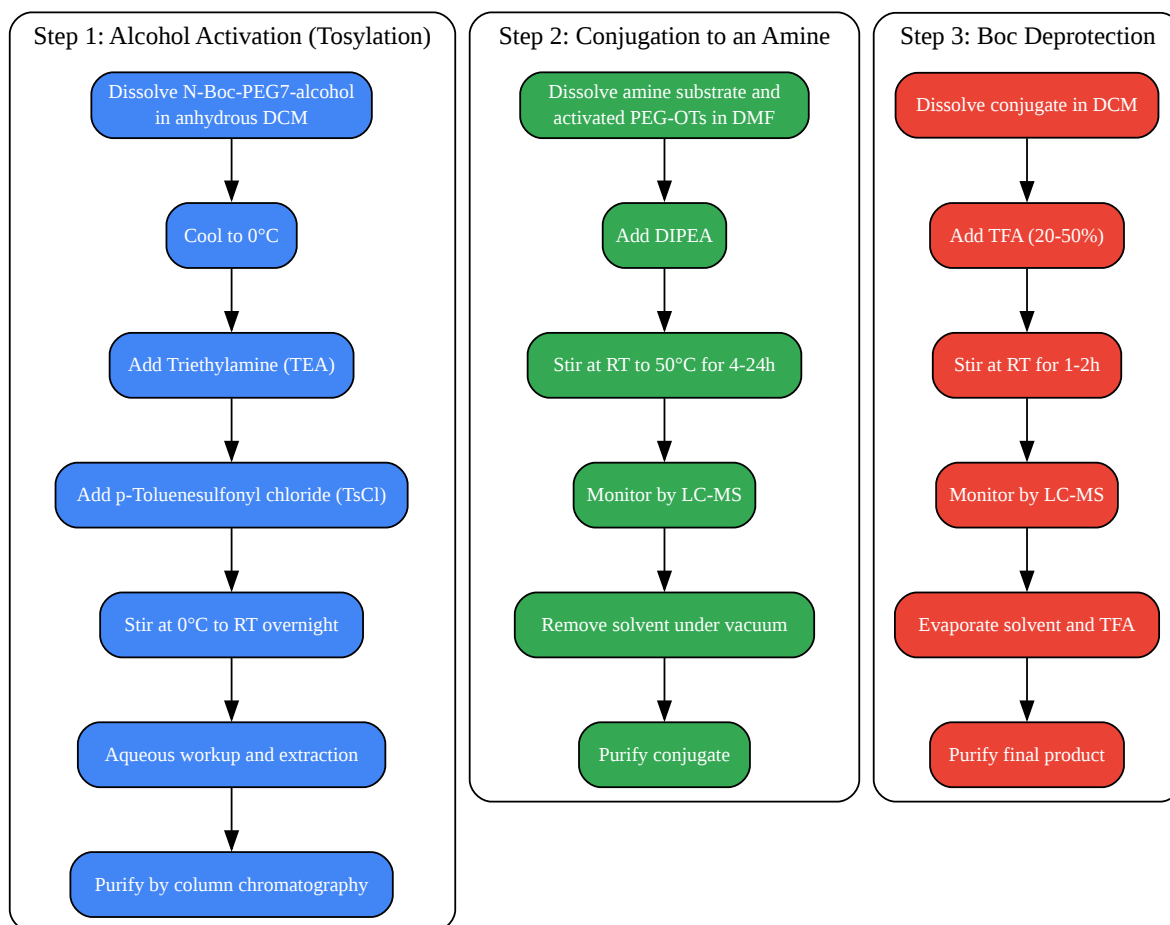 Step 1: Alcohol Activation (Tosylation)
Dissolve N-Boc-PEG7-alcohol
in anhydrous DCM
Cool to 0°C
Add Triethylamine (TEA)
Add p-Toluenesulfonyl chloride (TsCl)
Stir at 0°C to RT overnight
Aqueous workup and extraction
Purify by column chromatography
Step 2: Conjugation to an Amine
Dissolve amine substrate and
activated PEG-OTs in DMF
Add DIPEA
Stir at RT to 50°C for 4-24h
Monitor by LC-MS
Remove solvent under vacuum
Purify conjugate
Step 3: Boc Deprotection
Dissolve conjugate in DCM
Add TFA (20-50%)
Stir at RT for 1-2h
Monitor by LC-MS
Evaporate solvent and TFA
Purify final product